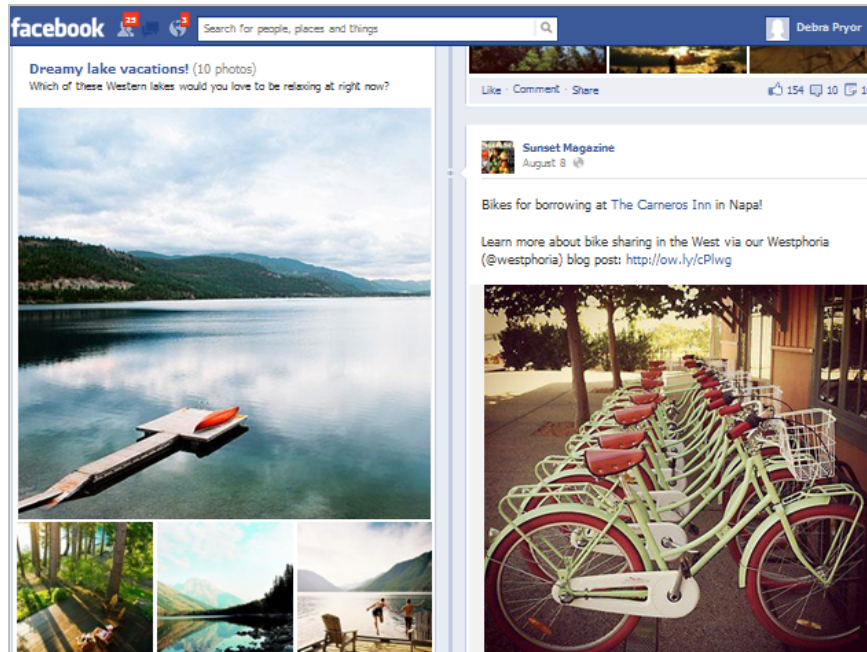 facebook
25
3
Search for people, places and things
Debra Pryor
Dreamy lake vacations! (10 photos)
Which of these Western lakes would you love to be relaxing at right now?
Like · Comment · Share
154
10
Sunset Magazine
August 8
Bikes for borrowing at The Carneros Inn in Napa!
Learn more about bike sharing in the West via our Westphoria
(@westphoria) blog post: http://ow.ly/cPlwg